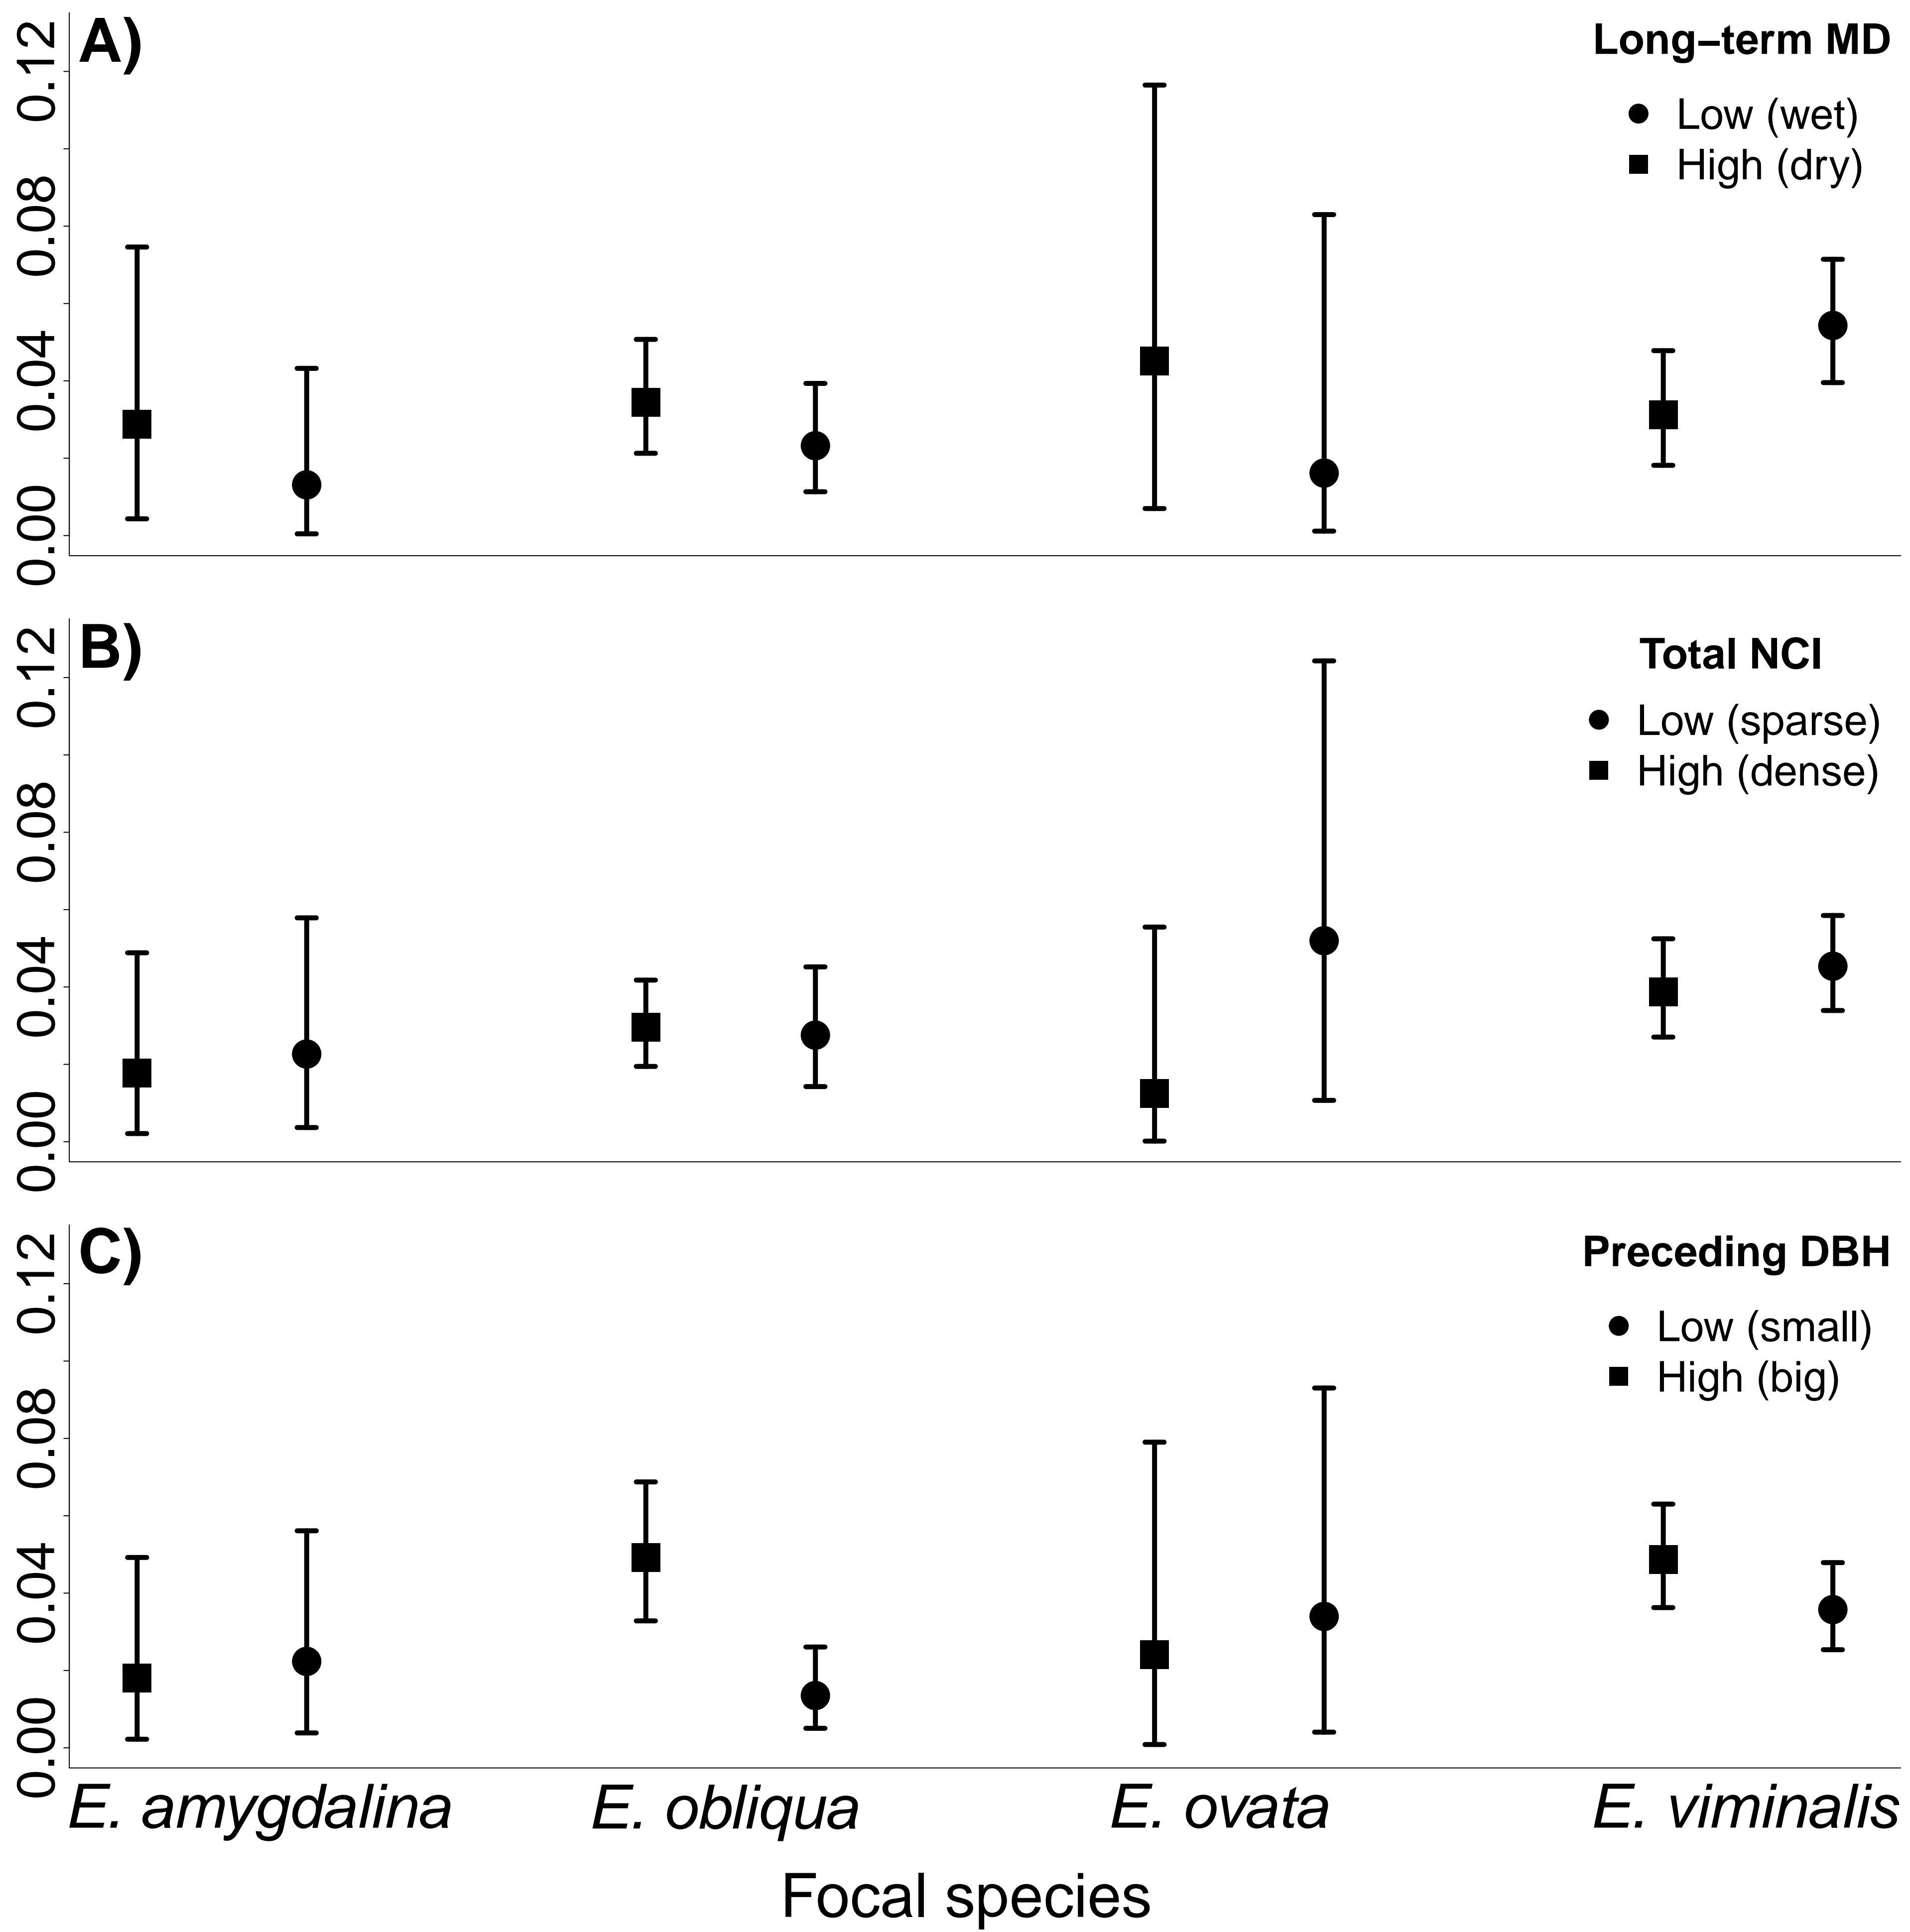 A)
Long–term MD
Low (wet)
High (dry)
0.12
0.08
0.04
0.00
B)
Total NCI
Low (sparse)
High (dense)
0.12
0.08
0.04
0.00
C)
Preceding DBH
Low (small)
High (big)
0.12
0.08
0.04
0.00
E. amygdalina E. obliqua E. ovata E. viminalis
Focal species